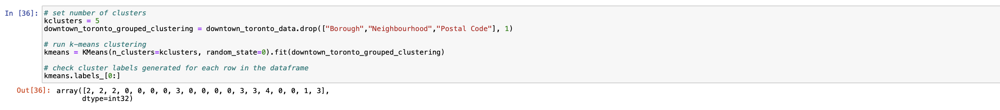 In [36]: # set number of clusters
kclusters = 5
downtown_toronto_grouped_clustering = downtown_toronto_data.drop(["Borough","Neighbourhood","Postal Code"], 1)
# run k-means clustering
kmeans = KMeans(n_clusters=kclusters, random_state=0).fit(downtown_toronto_grouped_clustering)
# check cluster labels generated for each row in the dataframe
kmeans.labels_[0:]
Out[36]: array([2, 2, 2, 0, 0, 0, 0, 3, 0, 0, 0, 0, 3, 3, 4, 0, 0, 1, 3],
dtype=int32)